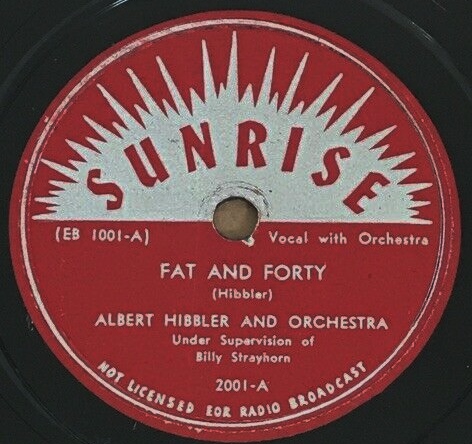 SUNRISE
(EB 1001-A)
Vocal with Orchestra
FAT AND FORTY
(Hibbler)
ALBERT HIBBLER AND ORCHESTRA
Under Supervision of
Billy Strayhorn
2001-A
NOT LICENSED FOR RADIO BROADCAST